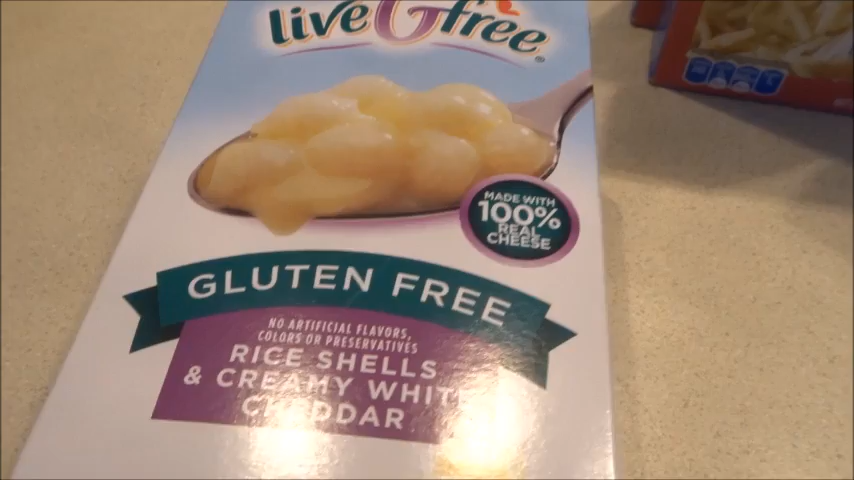 live G free
MADE WITH
100%
REAL
CHEESE
GLUTEN FREE
NO ARTIFICIAL FLAVORS,
COLORS OR PRESERVATIVES
RICE SHELLS
& CREAMY WHITE
CHEDDAR